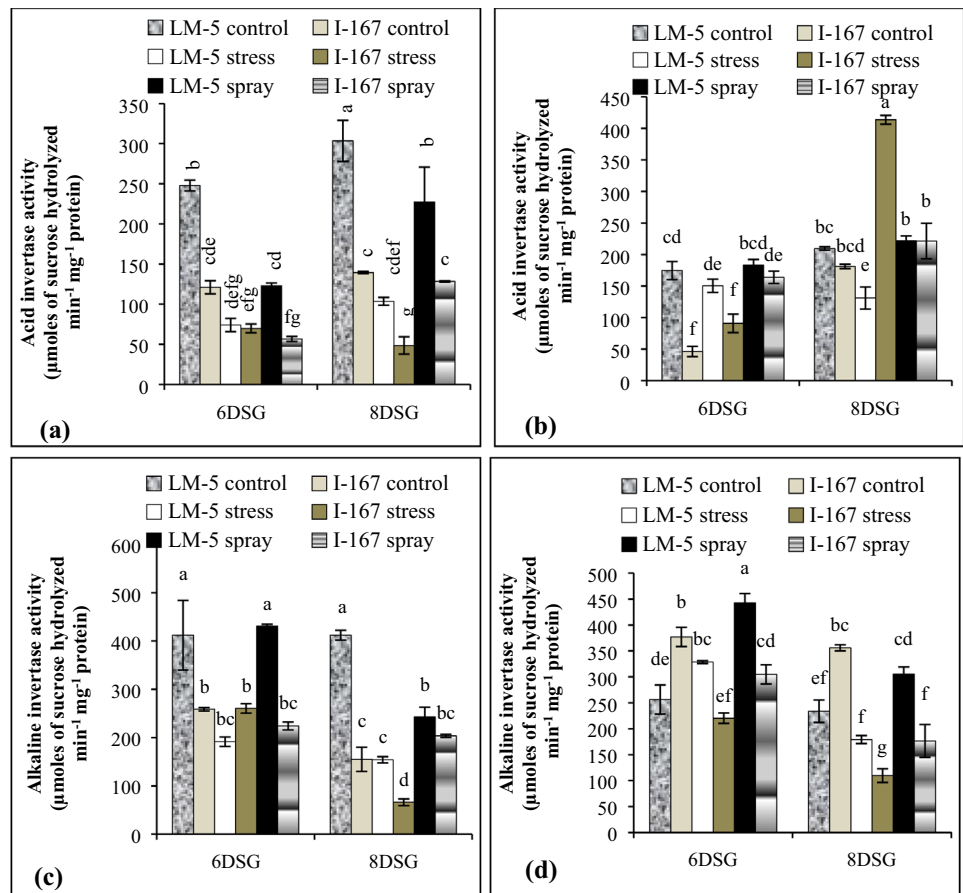 LM-5 control I-167 control
LM-5 stress I-167 stress
LM-5 spray I-167 spray
Acid invertase activity
(µmoles of sucrose hydrolyzed
min⁻¹ mg⁻¹ protein)
350
300
250
200
150
100
50
0
b
cde
defg
efg
cd
fg
a
c
cdef
g
b
c
6DSG 8DSG
(a)
LM-5 control I-167 control
LM-5 stress I-167 stress
LM-5 spray I-167 spray
Acid invertase activity
(µmoles of sucrose hydrolyzed
min⁻¹ mg⁻¹ protein)
450
400
350
300
250
200
150
100
50
0
cd
f
de
f
bcd
de
bc
bcd
e
a
b
b
6DSG 8DSG
(b)
LM-5 control I-167 control
LM-5 stress I-167 stress
LM-5 spray I-167 spray
Alkaline invertase activity
(µmoles of sucrose hydrolyzed
min⁻¹ mg⁻¹ protein)
600
500
400
300
200
100
0
a
b
bc
b
a
bc
a
c
c
d
b
bc
6DSG 8DSG
(c)
LM-5 control I-167 control
LM-5 stress I-167 stress
LM-5 spray I-167 spray
Alkaline invertase activity
(µmoles of sucrose hydrolyzed
min⁻¹ mg⁻¹ protein)
500
450
400
350
300
250
200
150
100
50
0
de
b
bc
ef
a
cd
ef
bc
f
g
cd
f
6DSG 8DSG
(d)